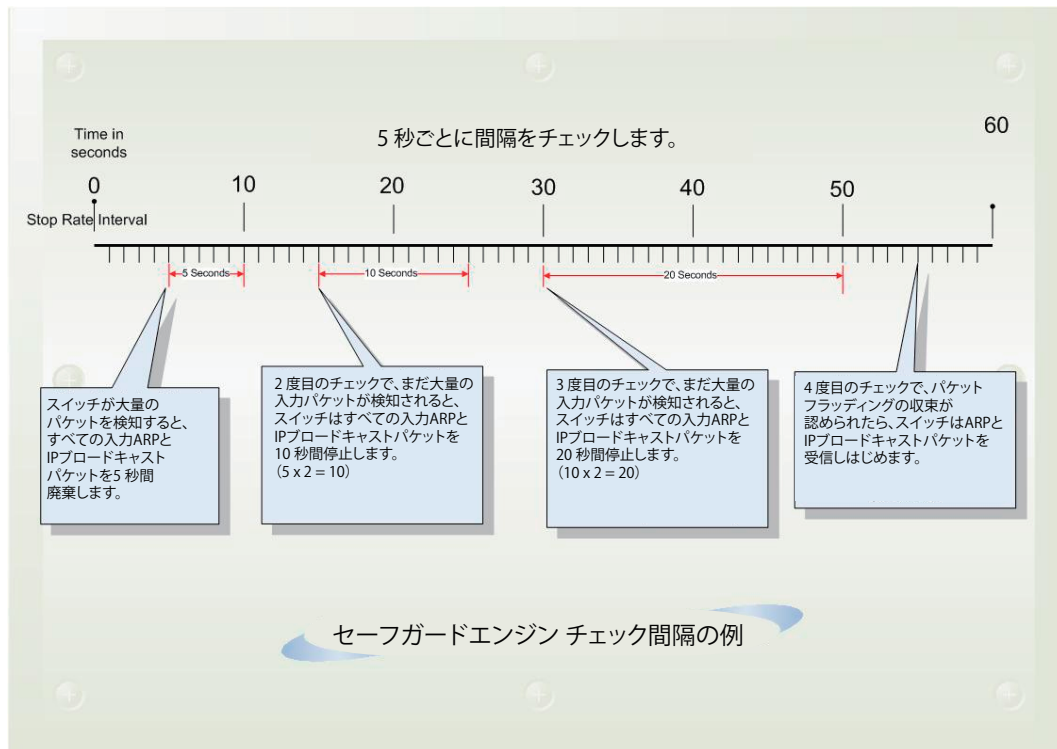 Time in
seconds
5 秒ごとに間隔をチェックします。
60
0
10
20
30
40
50
Stop Rate Interval
5 Seconds
10 Seconds
20 Seconds
スイッチが大量の
パケットを検知すると、
すべての入力ARPと
IPブロードキャスト
パケットを5 秒間
廃棄します。
2 度目のチェックで、まだ大量の
入力パケットが検知されると、
スイッチはすべての入力ARPと
IPブロードキャストパケットを
10 秒間停止します。
(5 x 2 = 10)
3 度目のチェックで、まだ大量の
入力パケットが検知されると、
スイッチはすべての入力ARPと
IPブロードキャストパケットを
20 秒間停止します。
(10 x 2 = 20)
4 度目のチェックで、パケット
フラッディングの収束が
認められたら、スイッチはARPと
IPブロードキャストパケットを
受信しはじめます。
セーフガードエンジン チェック間隔の例